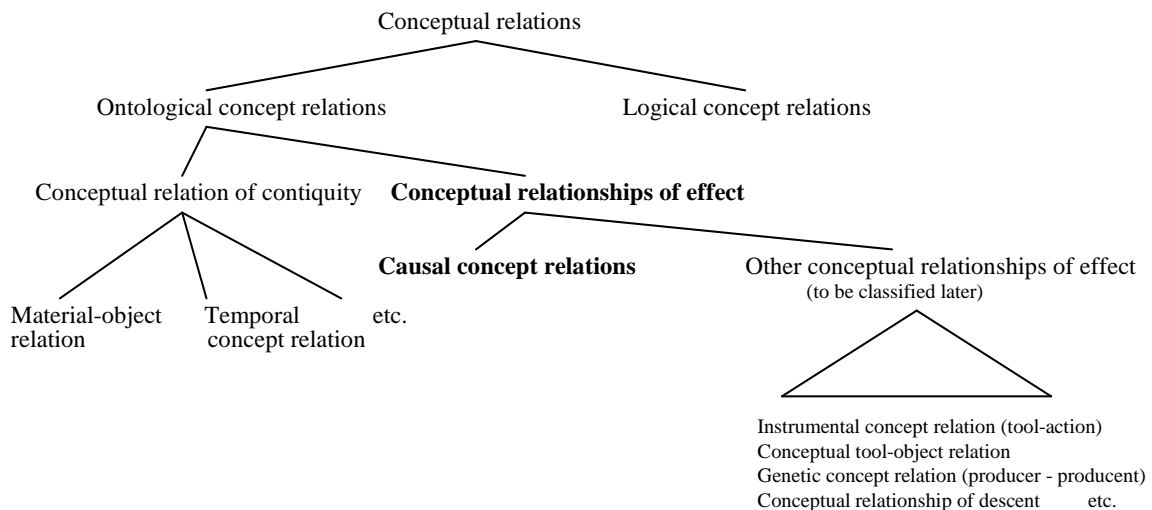 Conceptual relations
Ontological concept relations Logical concept relations
Conceptual relation of contiquity Conceptual relationships of effect
Causal concept relations Other conceptual relationships of effect
(to be classified later)
Material-object Temporal etc.
relation concept relation
Instrumental concept relation (tool-action)
Conceptual tool-object relation
Genetic concept relation (producer - producent)
Conceptual relationship of descent etc.